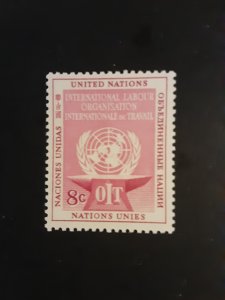 UNITED NATIONS
INTERNATIONAL LABOUR
ORGANISATION
INTERNATIONALE DU TRAVAIL
NACIONES UNIDAS
ОБЪЕДИНЕННЫЕ НАЦИИ
8c
OIT
NATIONS UNIES